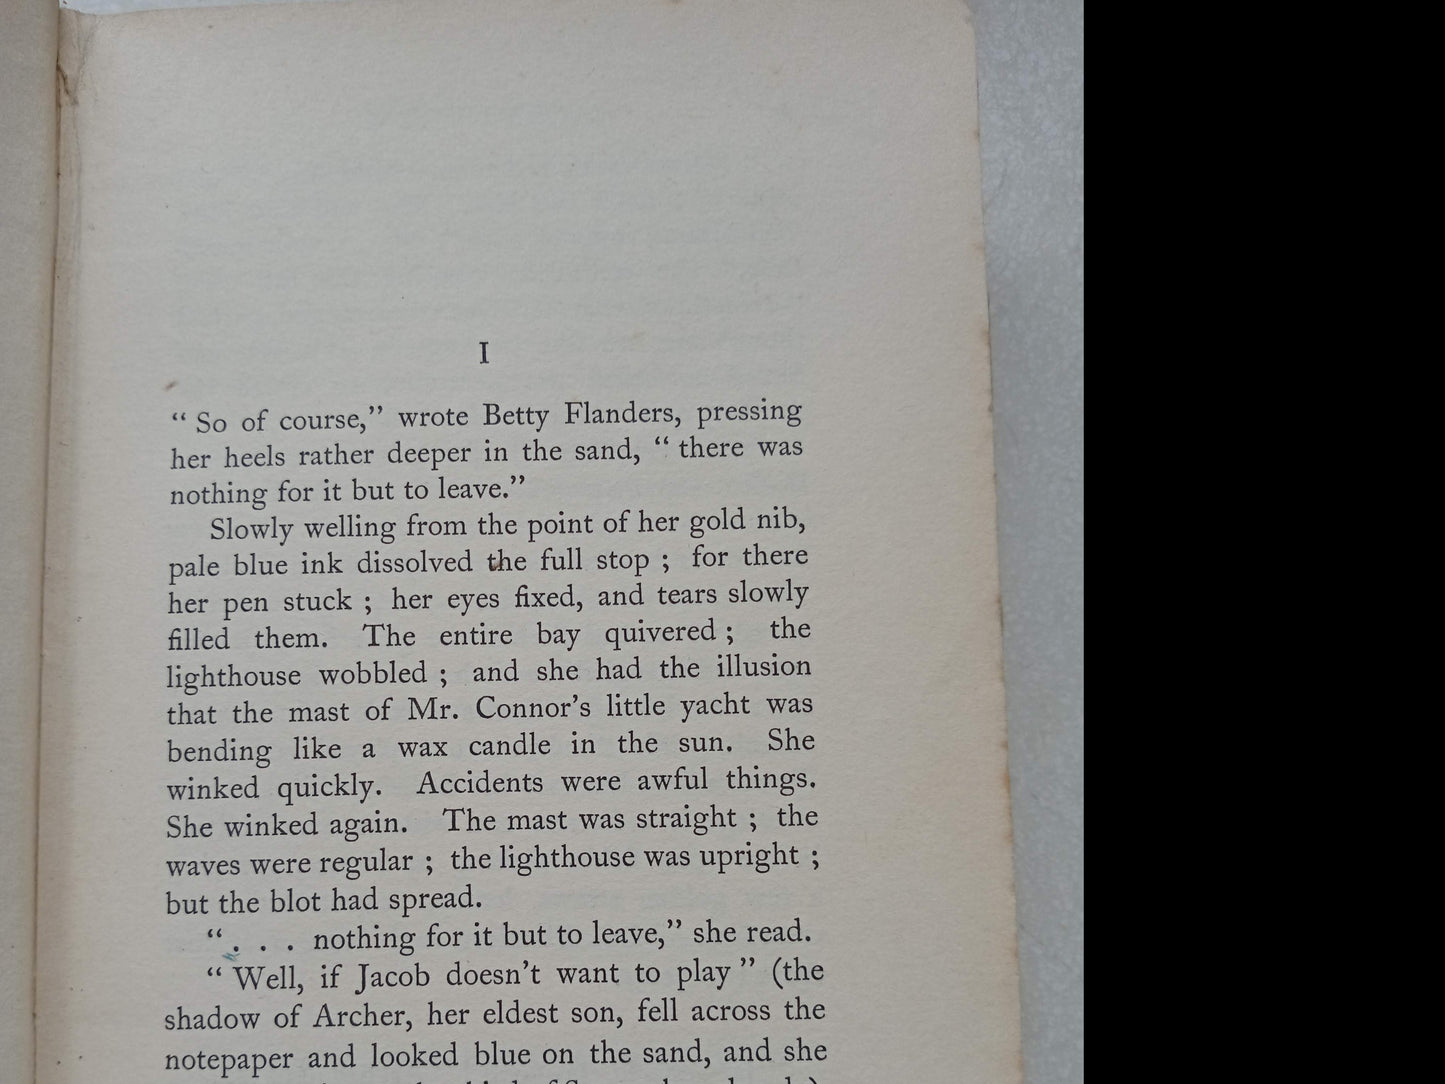 I
“ So of course,” wrote Betty Flanders, pressing
her heels rather deeper in the sand, “ there was
nothing for it but to leave.”
Slowly welling from the point of her gold nib,
pale blue ink dissolved the full stop ; for there
her pen stuck ; her eyes fixed, and tears slowly
filled them. The entire bay quivered ; the
lighthouse wobbled ; and she had the illusion
that the mast of Mr. Connor’s little yacht was
bending like a wax candle in the sun. She
winked quickly. Accidents were awful things.
She winked again. The mast was straight ; the
waves were regular ; the lighthouse was upright ;
but the blot had spread.
“ . . . nothing for it but to leave,” she read.
“ Well, if Jacob doesn’t want to play ” (the
shadow of Archer, her eldest son, fell across the
notepaper and looked blue on the sand, and she